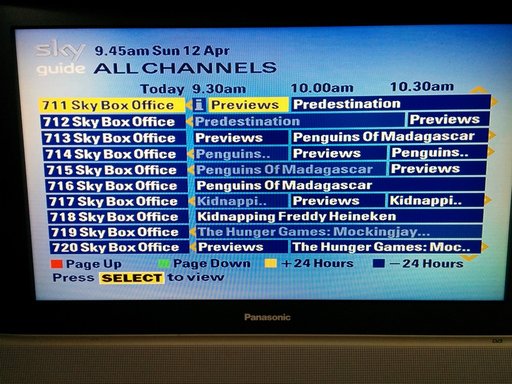 sky 9.45am Sun 12 Apr
guide ALL CHANNELS
Today 9.30am 10.00am 10.30am
711 Sky Box Office i Previews Predestination
712 Sky Box Office Predestination Previews
713 Sky Box Office Previews Penguins Of Madagascar
714 Sky Box Office Penguins.. Previews Penguins..
715 Sky Box Office Penguins Of Madagascar Previews
716 Sky Box Office Penguins Of Madagascar
717 Sky Box Office Kidnappi.. Previews Kidnappi..
718 Sky Box Office Kidnapping Freddy Heineken
719 Sky Box Office The Hunger Games: Mockingjay...
720 Sky Box Office Previews The Hunger Games: Moc..
Page Up Page Down +24 Hours -24 Hours
Press SELECT to view
Panasonic